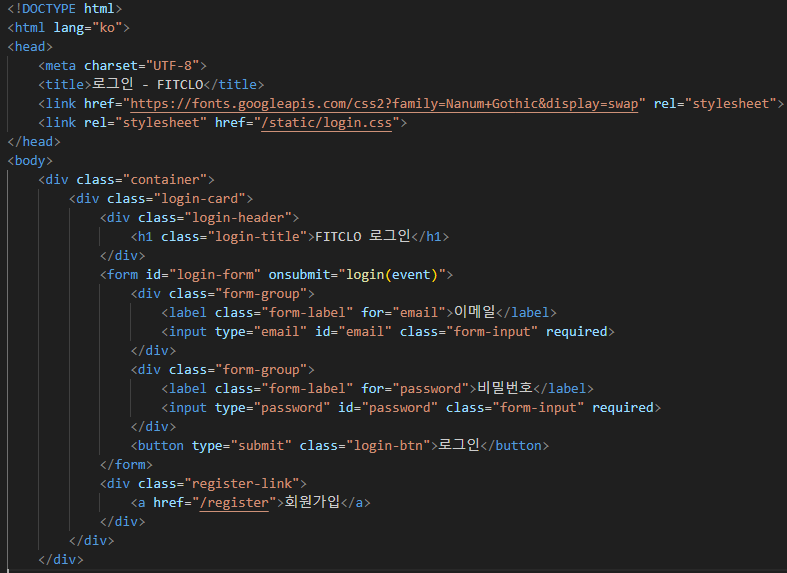 <!DOCTYPE html>
<html lang="ko">
<head>
    <meta charset="UTF-8">
    <title>로그인 - FITCLO</title>
    <link href="https://fonts.googleapis.com/css2?family=Nanum+Gothic&display=swap" rel="stylesheet">
    <link rel="stylesheet" href="/static/login.css">
</head>
<body>
    <div class="container">
        <div class="login-card">
            <div class="login-header">
                <h1 class="login-title">FITCLO 로그인</h1>
            </div>
            <form id="login-form" onsubmit="login(event)">
                <div class="form-group">
                    <label class="form-label" for="email">이메일</label>
                    <input type="email" id="email" class="form-input" required>
                </div>
                <div class="form-group">
                    <label class="form-label" for="password">비밀번호</label>
                    <input type="password" id="password" class="form-input" required>
                </div>
                <button type="submit" class="login-btn">로그인</button>
            </form>
            <div class="register-link">
                <a href="/register">회원가입</a>
            </div>
        </div>
    </div>